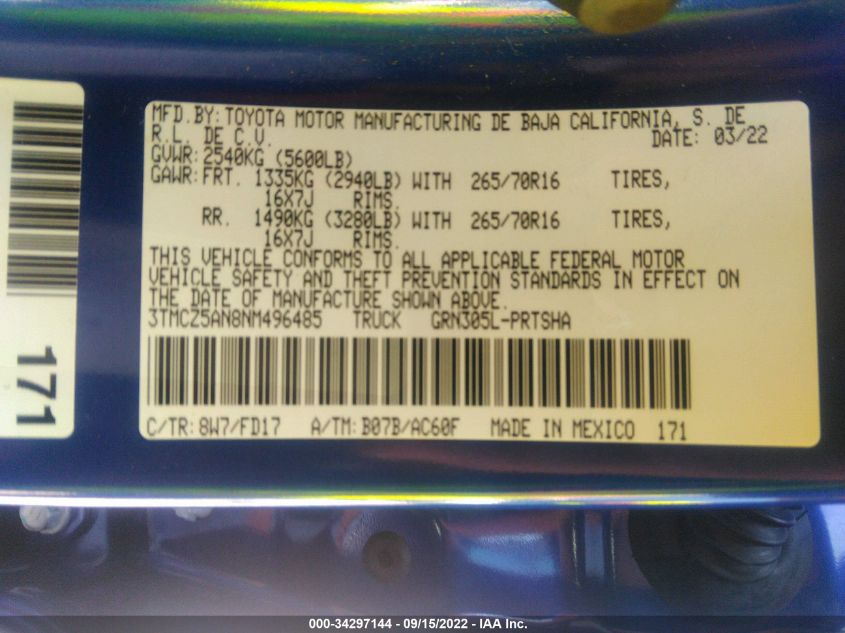 MFD.BY:TOYOTA MOTOR MANUFACTURING DE BAJA CALIFORNIA, S. DE
R.L. DE C.V.
DATE: 03/22
GVWR:2540KG (5600LB)
GAWR:FRT. 1335KG (2940LB) WITH 265/70R16 TIRES,
16X7J RIMS.
RR. 1490KG (3280LB) WITH 265/70R16 TIRES,
16X7J RIMS.
THIS VEHICLE CONFORMS TO ALL APPLICABLE FEDERAL MOTOR
VEHICLE SAFETY AND THEFT PREVENTION STANDARDS IN EFFECT ON
THE DATE OF MANUFACTURE SHOWN ABOVE.
3TMCZ5AN8NM496485 TRUCK GRN305L-PRTSHA
C/TR:8W7/FD17 A/TM:B07B/AC60F MADE IN MEXICO 171
171
000-34297144 - 09/15/2022 - IAA Inc.